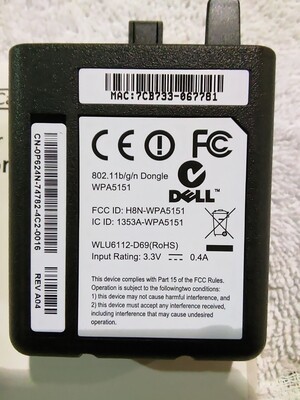 MAC:7CB733-067781
CN-0P624N-74782-4C2-0016
REV A04
CE FC
802.11b/g/n Dongle
WPA5151
N
DELL
FCC ID: H8N-WPA5151
IC ID: 1353A-WPA5151
WLU6112-D69(RoHS)
Input Rating: 3.3V 0.4A
This device complies with Part 15 of the FCC Rules.
Operation is subject to the followingtwo conditions:
1) this device may not cause harmful interference, and
2) this device must accept any interference received,
including interference that may cause undesired
operation.